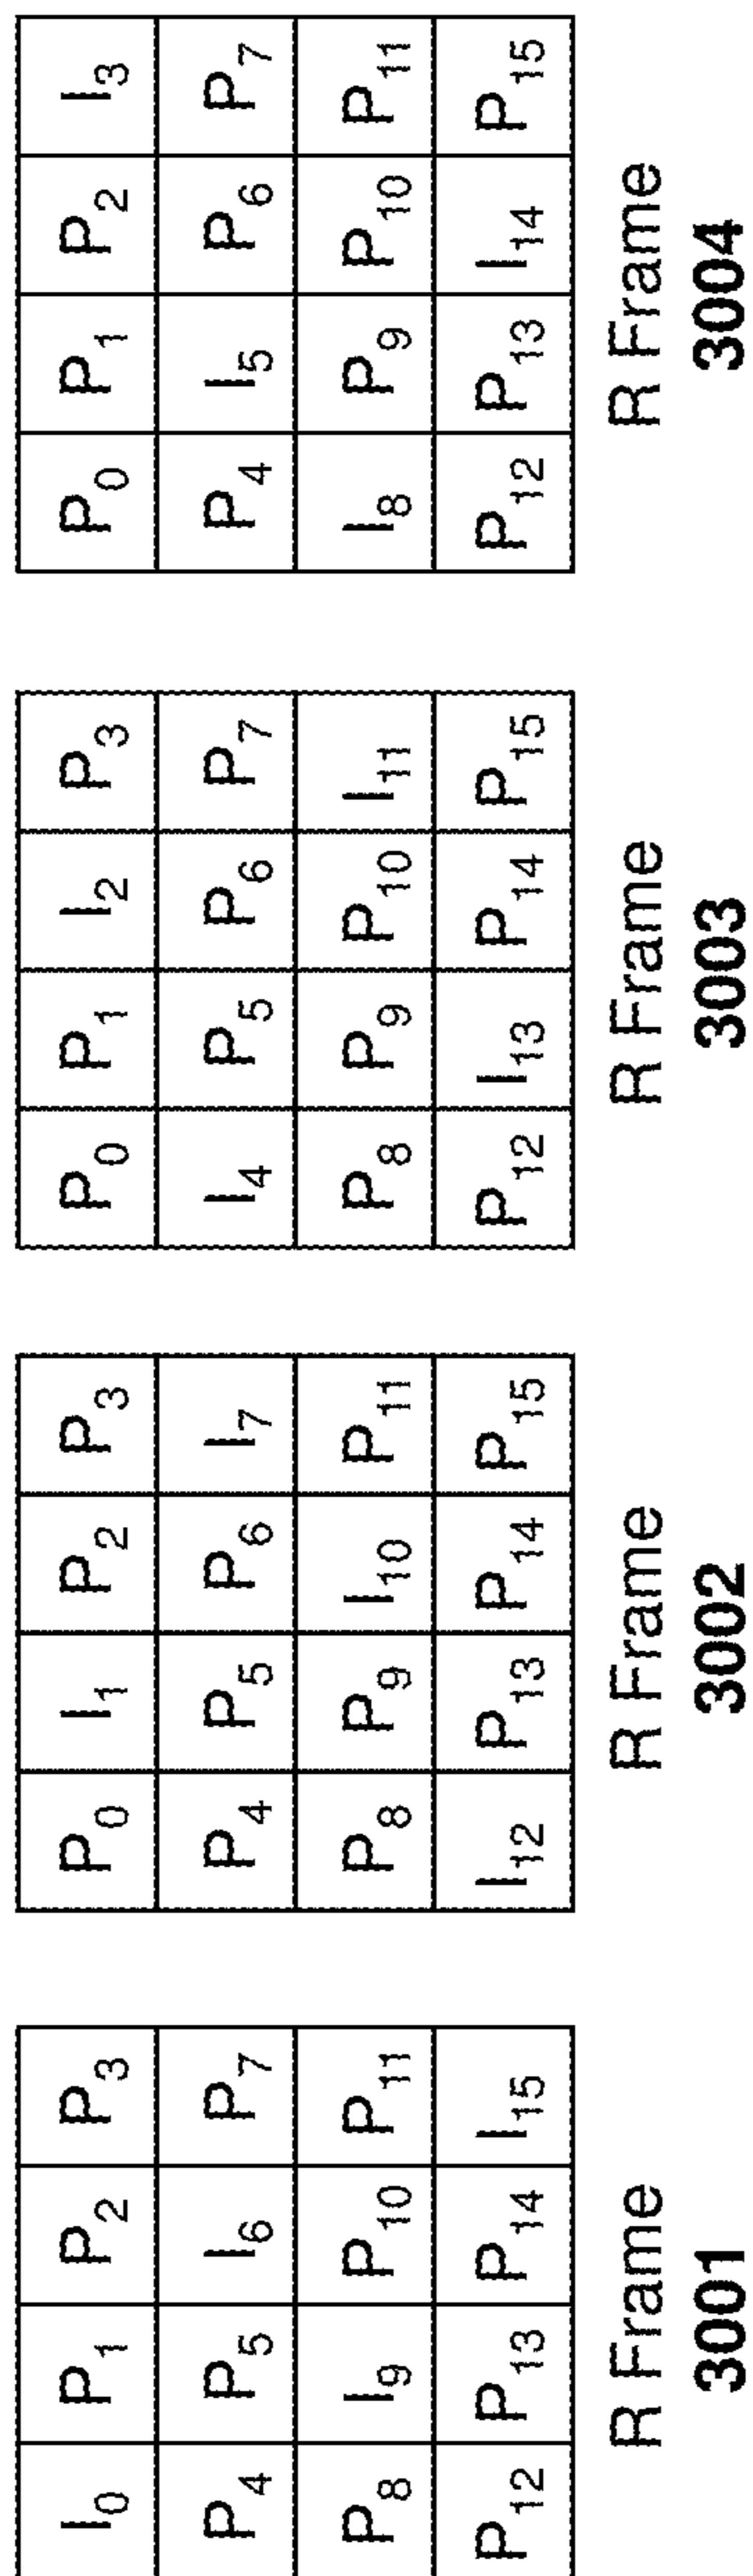 I0 P1 P2 P3
P4 P5 I6 P7
P8 I9 P10 P11
P12 P13 P14 I15
R Frame
3001
P0 I1 P2 P3
P4 P5 P6 I7
P8 P9 I10 P11
I12 P13 P14 P15
R Frame
3002
P0 P1 I2 P3
I4 P5 P6 P7
P8 P9 P10 I11
P12 I13 P14 P15
R Frame
3003
P0 P1 P2 I3
P4 I5 P6 P7
I8 P9 P10 P11
P12 P13 I14 P15
R Frame
3004